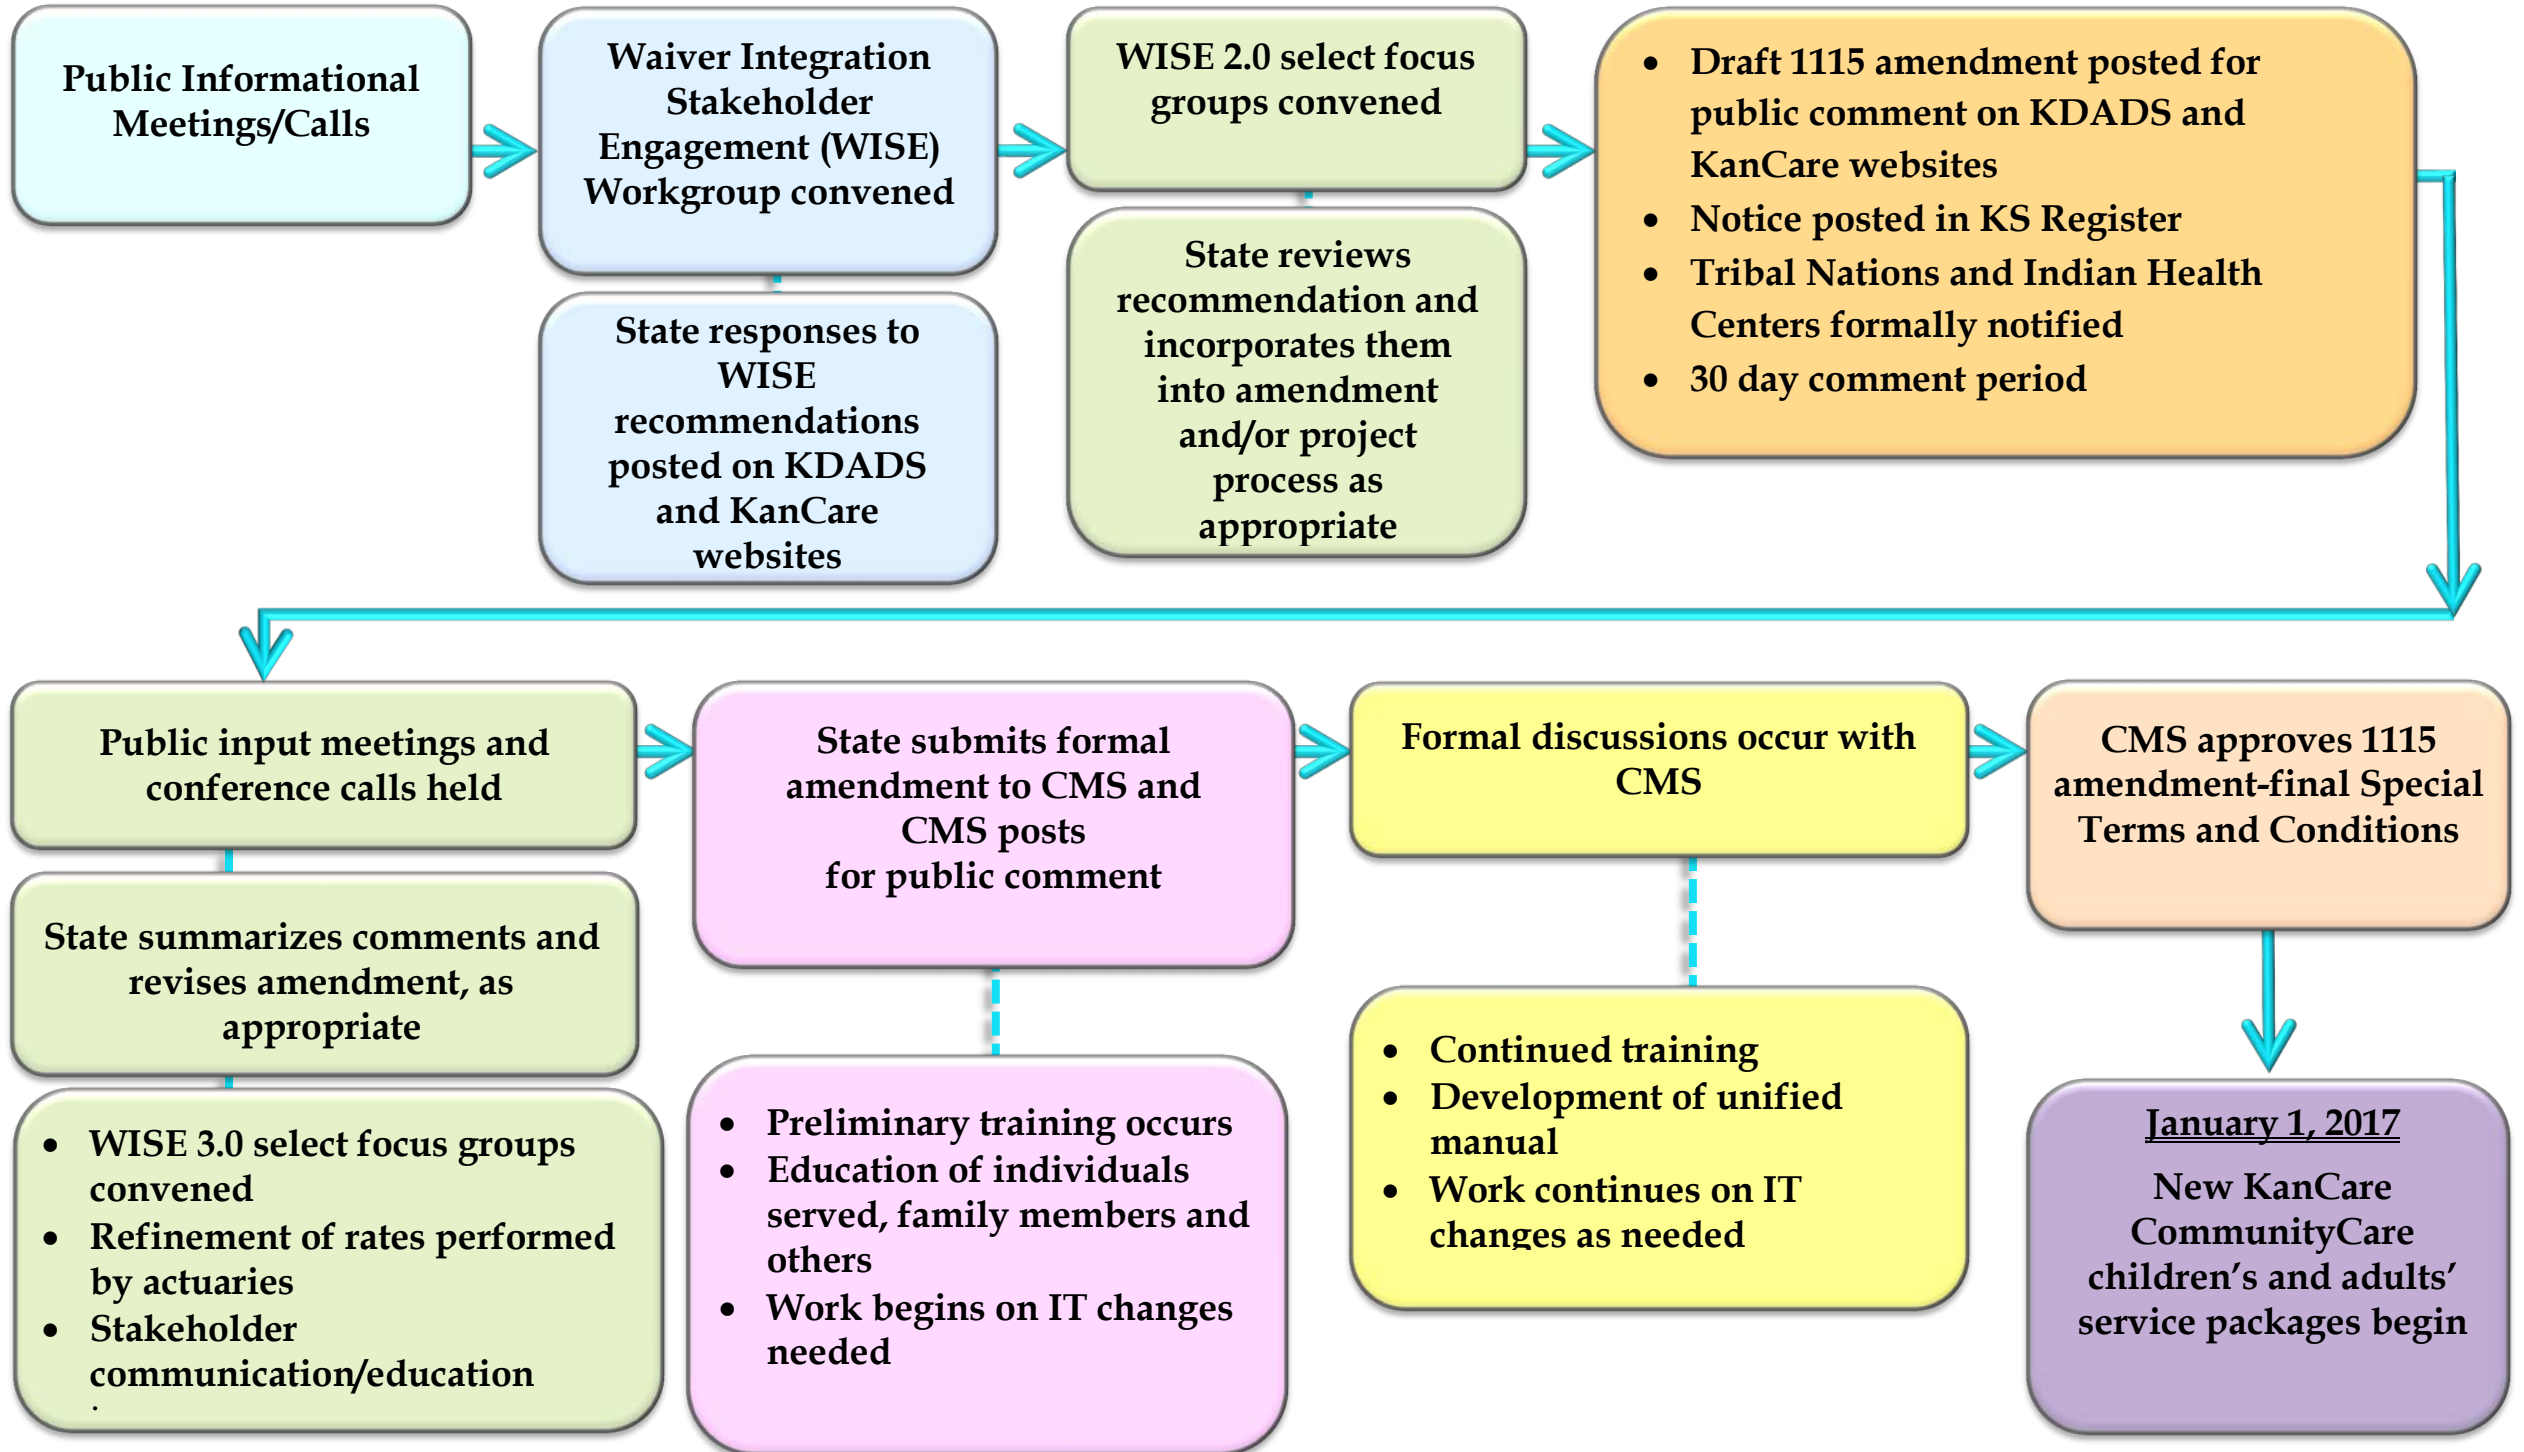 Public Informational
Meetings/Calls
Waiver Integration
Stakeholder
Engagement (WISE)
Workgroup convened
State responses to
WISE
recommendations
posted on KDADS
and KanCare
websites
WISE 2.0 select focus
groups convened
State reviews
recommendation and
incorporates them
into amendment
and/or project
process as
appropriate
• Draft 1115 amendment posted for
public comment on KDADS and
KanCare websites
• Notice posted in KS Register
• Tribal Nations and Indian Health
Centers formally notified
• 30 day comment period
Public input meetings and
conference calls held
State summarizes comments and
revises amendment, as
appropriate
• WISE 3.0 select focus groups
convened
• Refinement of rates performed
by actuaries
• Stakeholder
communication/education
State submits formal
amendment to CMS and
CMS posts
for public comment
• Preliminary training occurs
• Education of individuals
served, family members and
others
• Work begins on IT changes
needed
Formal discussions occur with
CMS
• Continued training
• Development of unified
manual
• Work continues on IT
changes as needed
CMS approves 1115
amendment-final Special
Terms and Conditions
January 1, 2017
New KanCare
CommunityCare
children's and adults'
service packages begin